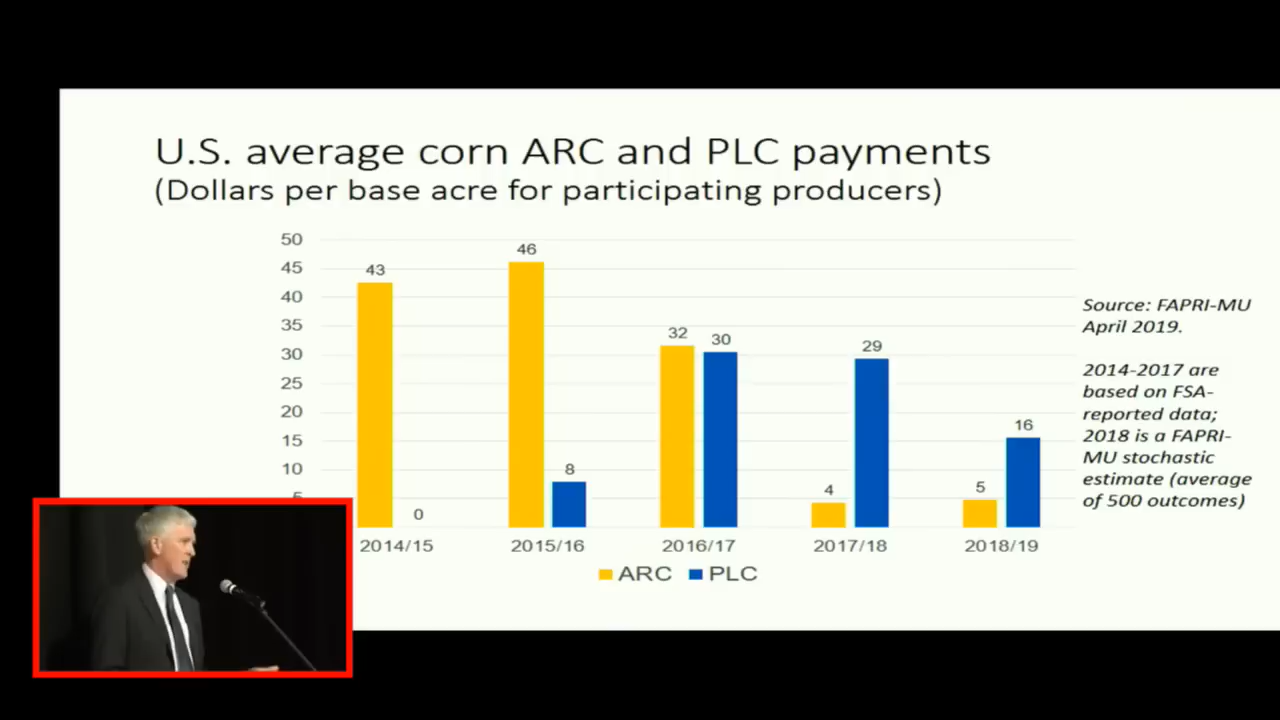 U.S. average corn ARC and PLC payments
(Dollars per base acre for participating producers)
50
45
40
35
30
25
20
15
10
5
43
0
46
8
32
30
4
29
5
16
2014/15
2015/16
2016/17
2017/18
2018/19
ARC
PLC
Source: FAPRI-MU
April 2019.
2014-2017 are
based on FSA-
reported data;
2018 is a FAPRI-
MU stochastic
estimate (average
of 500 outcomes)